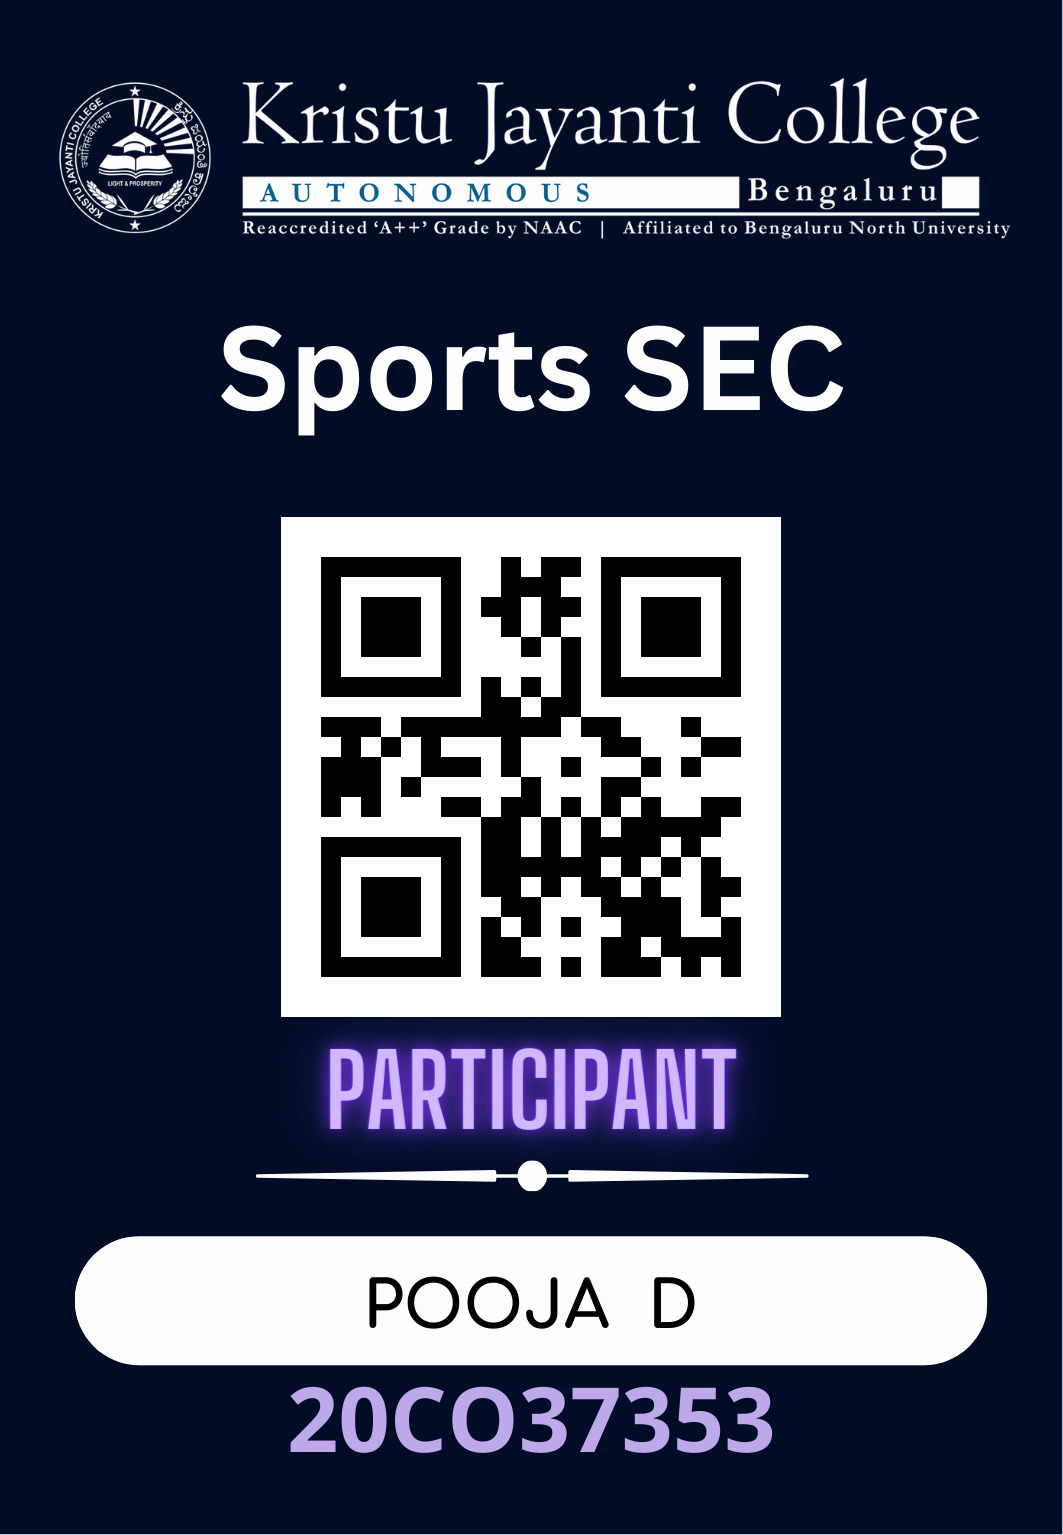 KRISTU JAYANTI COLLEGE
ಕ್ರಿಸ್ತು ಜಯಂತಿ ಕಾಲೇಜು
LIGHT & PROSPERITY
Kristu Jayanti College
AUTONOMOUS Bengaluru
Reaccredited ‘A++’ Grade by NAAC | Affiliated to Bengaluru North University
Sports SEC
PARTICIPANT
POOJA D
20CO37353